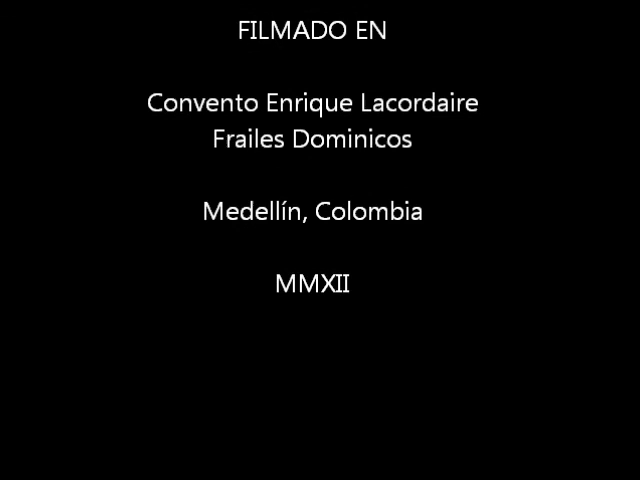 FILMADO EN
Convento Enrique Lacordaire
Frailes Dominicos
Medellín, Colombia
MMXII